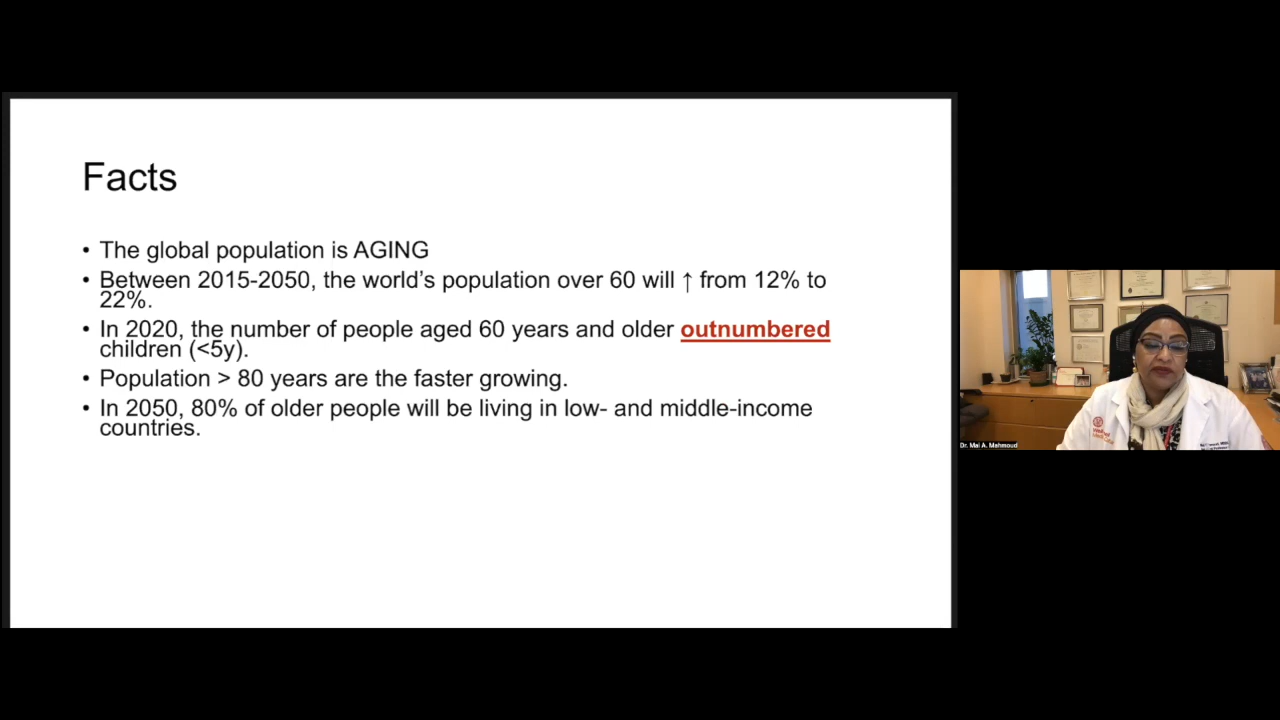 Facts
• The global population is AGING
• Between 2015-2050, the world's population over 60 will ↑ from 12% to
22%.
• In 2020, the number of people aged 60 years and older outnumbered
children (<5y).
• Population > 80 years are the faster growing.
• In 2050, 80% of older people will be living in low- and middle-income
countries.
Dr. Mai A. Mahmoud